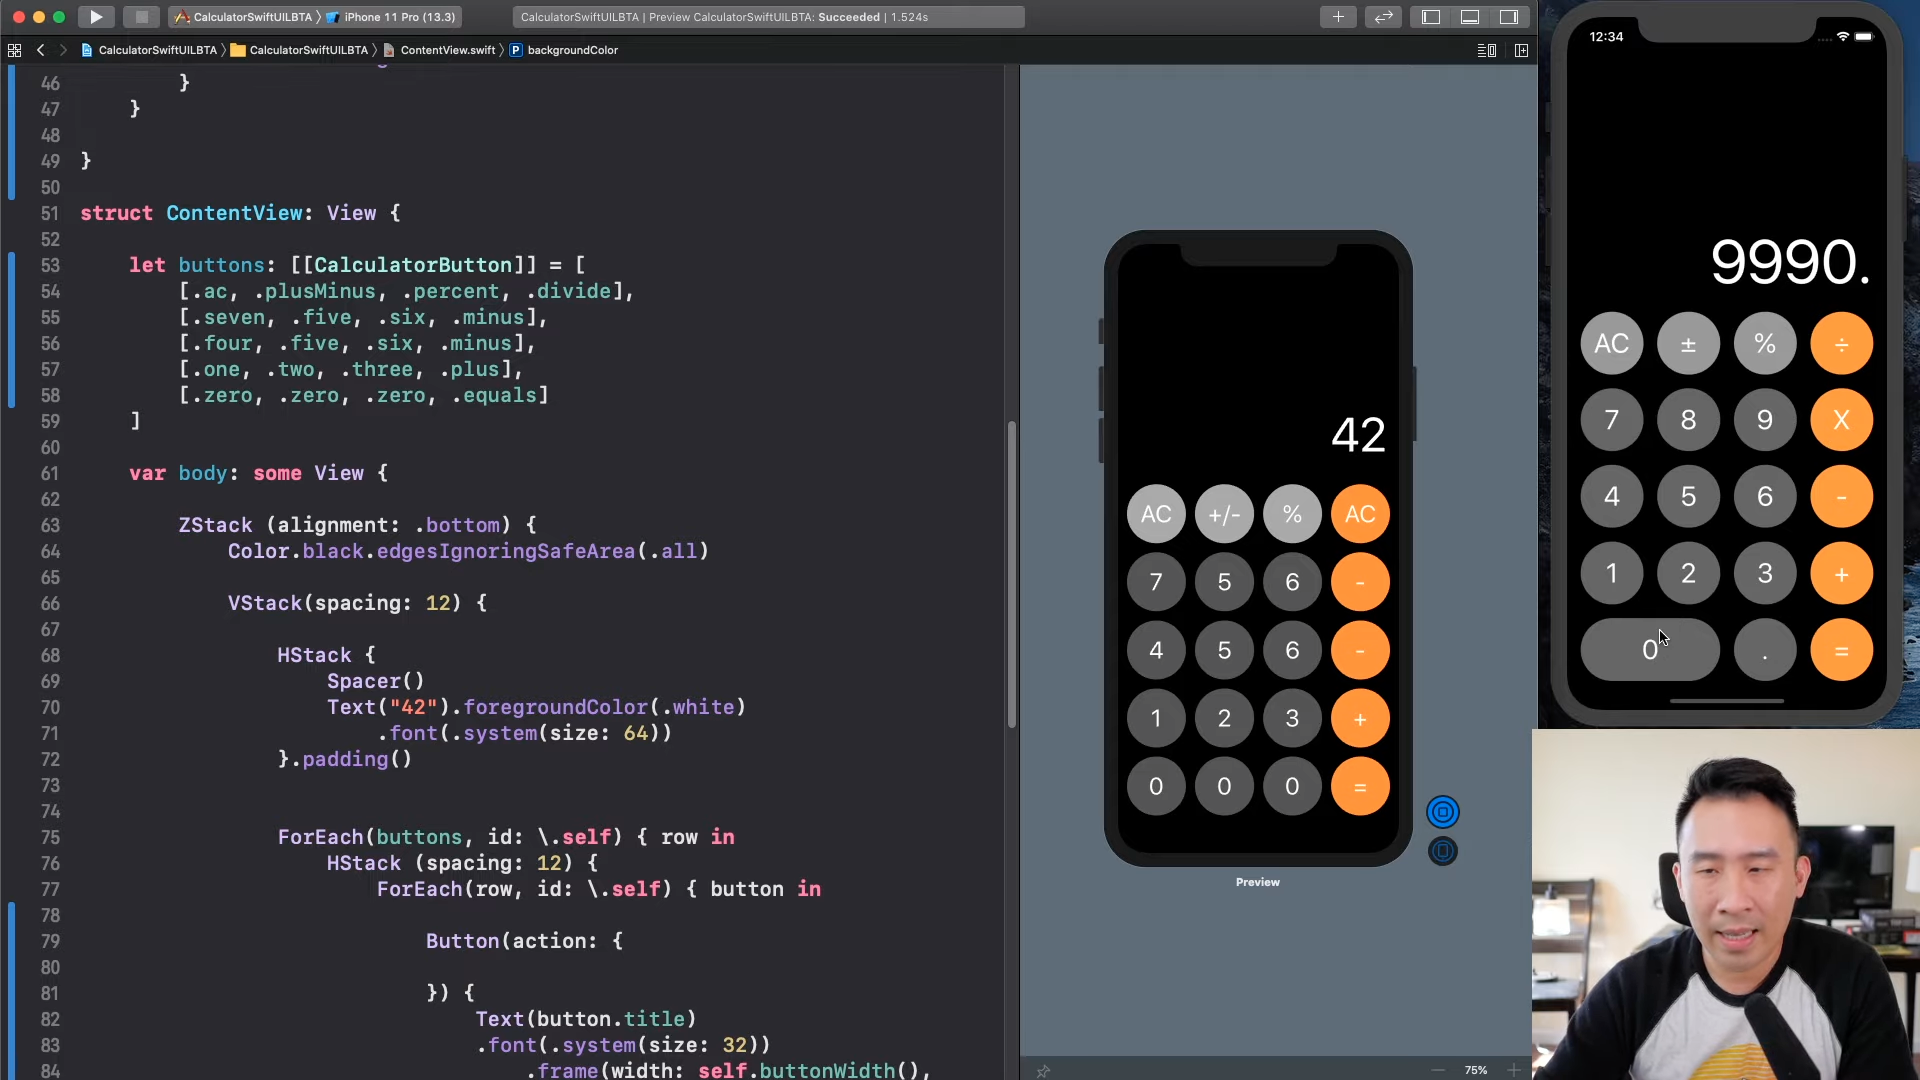 CalculatorSwiftUILBTA
iPhone 11 Pro (13.3)
CalculatorSwiftUILBTA | Preview CalculatorSwiftUILBTA: Succeeded | 1.524s
CalculatorSwiftUILBTA
CalculatorSwiftUILBTA
ContentView.swift
P
backgroundColor
46 }
47 }
48
49 }
50
51 struct ContentView: View {
52
53 let buttons: [[CalculatorButton]] = [
54 [.ac, .plusMinus, .percent, .divide],
55 [.seven, .five, .six, .minus],
56 [.four, .five, .six, .minus],
57 [.one, .two, .three, .plus],
58 [.zero, .zero, .zero, .equals]
59 ]
60
61 var body: some View {
62
63 ZStack (alignment: .bottom) {
64 Color.black.edgesIgnoringSafeArea(.all)
65
66 VStack(spacing: 12) {
67
68 HStack {
69 Spacer()
70 Text("42").foregroundColor(.white)
71 .font(.system(size: 64))
72 }.padding()
73
74
75 ForEach(buttons, id: \.self) { row in
76 HStack (spacing: 12) {
77 ForEach(row, id: \.self) { button in
78
79 Button(action: {
80
81 }) {
82 Text(button.title)
83 .font(.system(size: 32))
84 .frame(width: self.buttonWidth(),
42
AC +/- % AC
7 5 6 -
4 5 6 -
1 2 3 +
0 0 0 =
Preview
75%
12:34
9990.
AC ± % ÷
7 8 9 X
4 5 6 -
1 2 3 +
0 . =